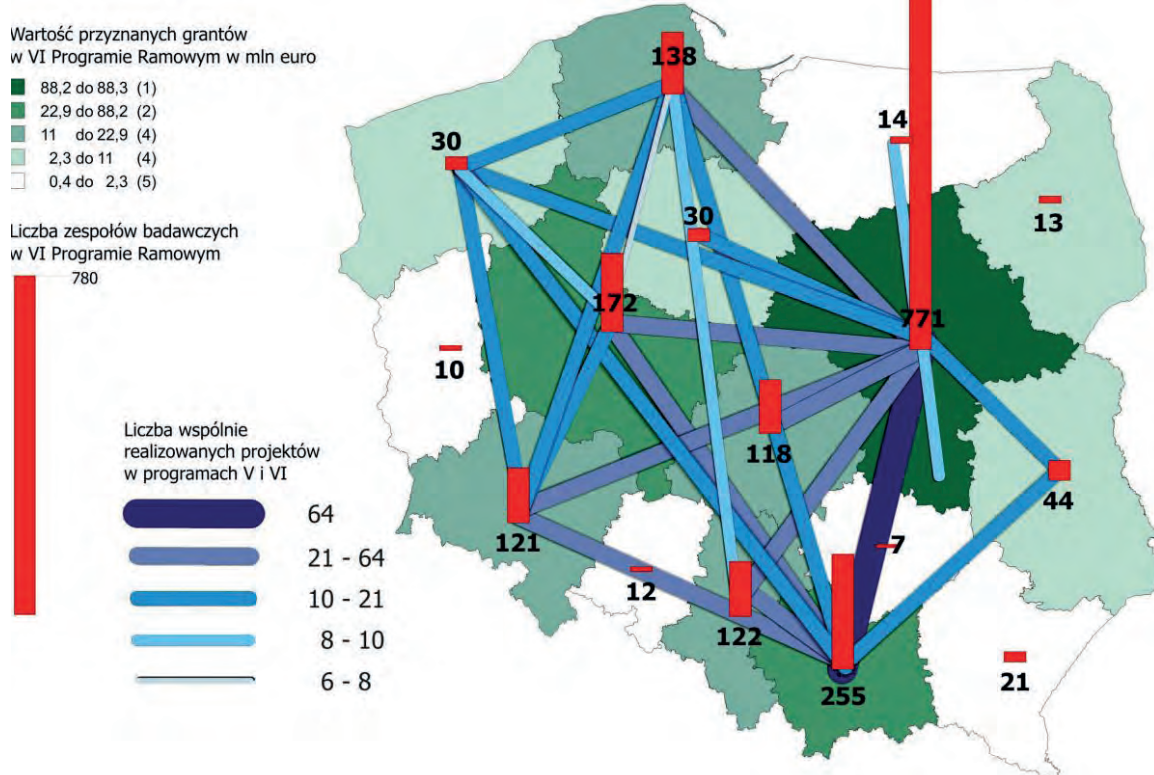 Wartość przyznanych grantów
w VI Programie Ramowym w mln euro
88,2 do 88,3 (1)
22,9 do 88,2 (2)
11 do 22,9 (4)
2,3 do 11 (4)
0,4 do 2,3 (5)
Liczba zespołów badawczych
w VI Programie Ramowym
780
Liczba wspólnie
realizowanych projektów
w programach V i VI
64
21 - 64
10 - 21
8 - 10
6 - 8
138
14
30
30
13
172
771
10
118
44
121
7
12
122
21
255